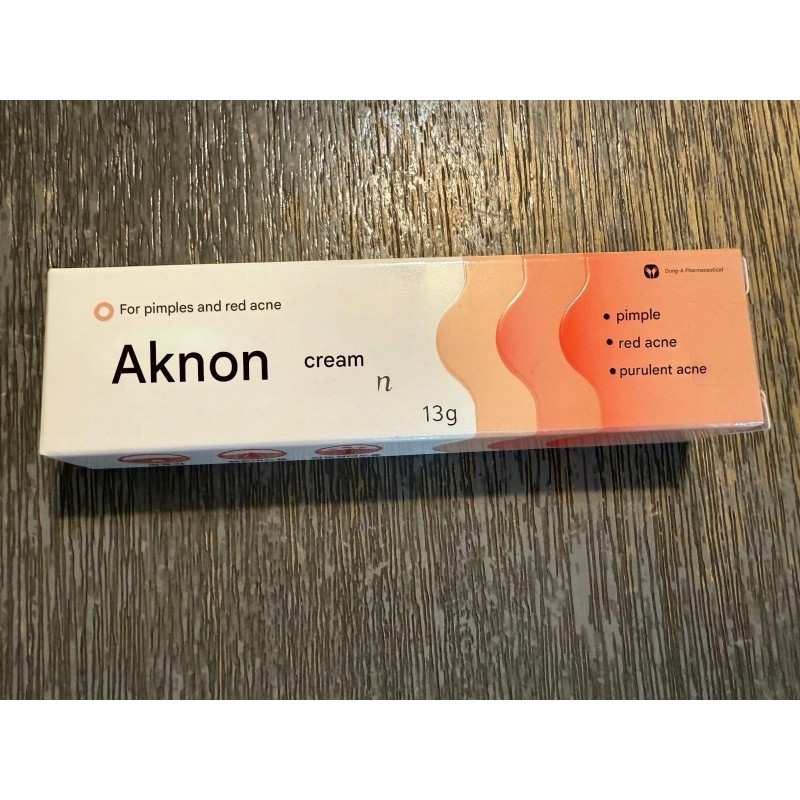 For pimples and red acne
Aknon cream
n
13g
Dong-A Pharmaceutical
• pimple
• red acne
• purulent acne